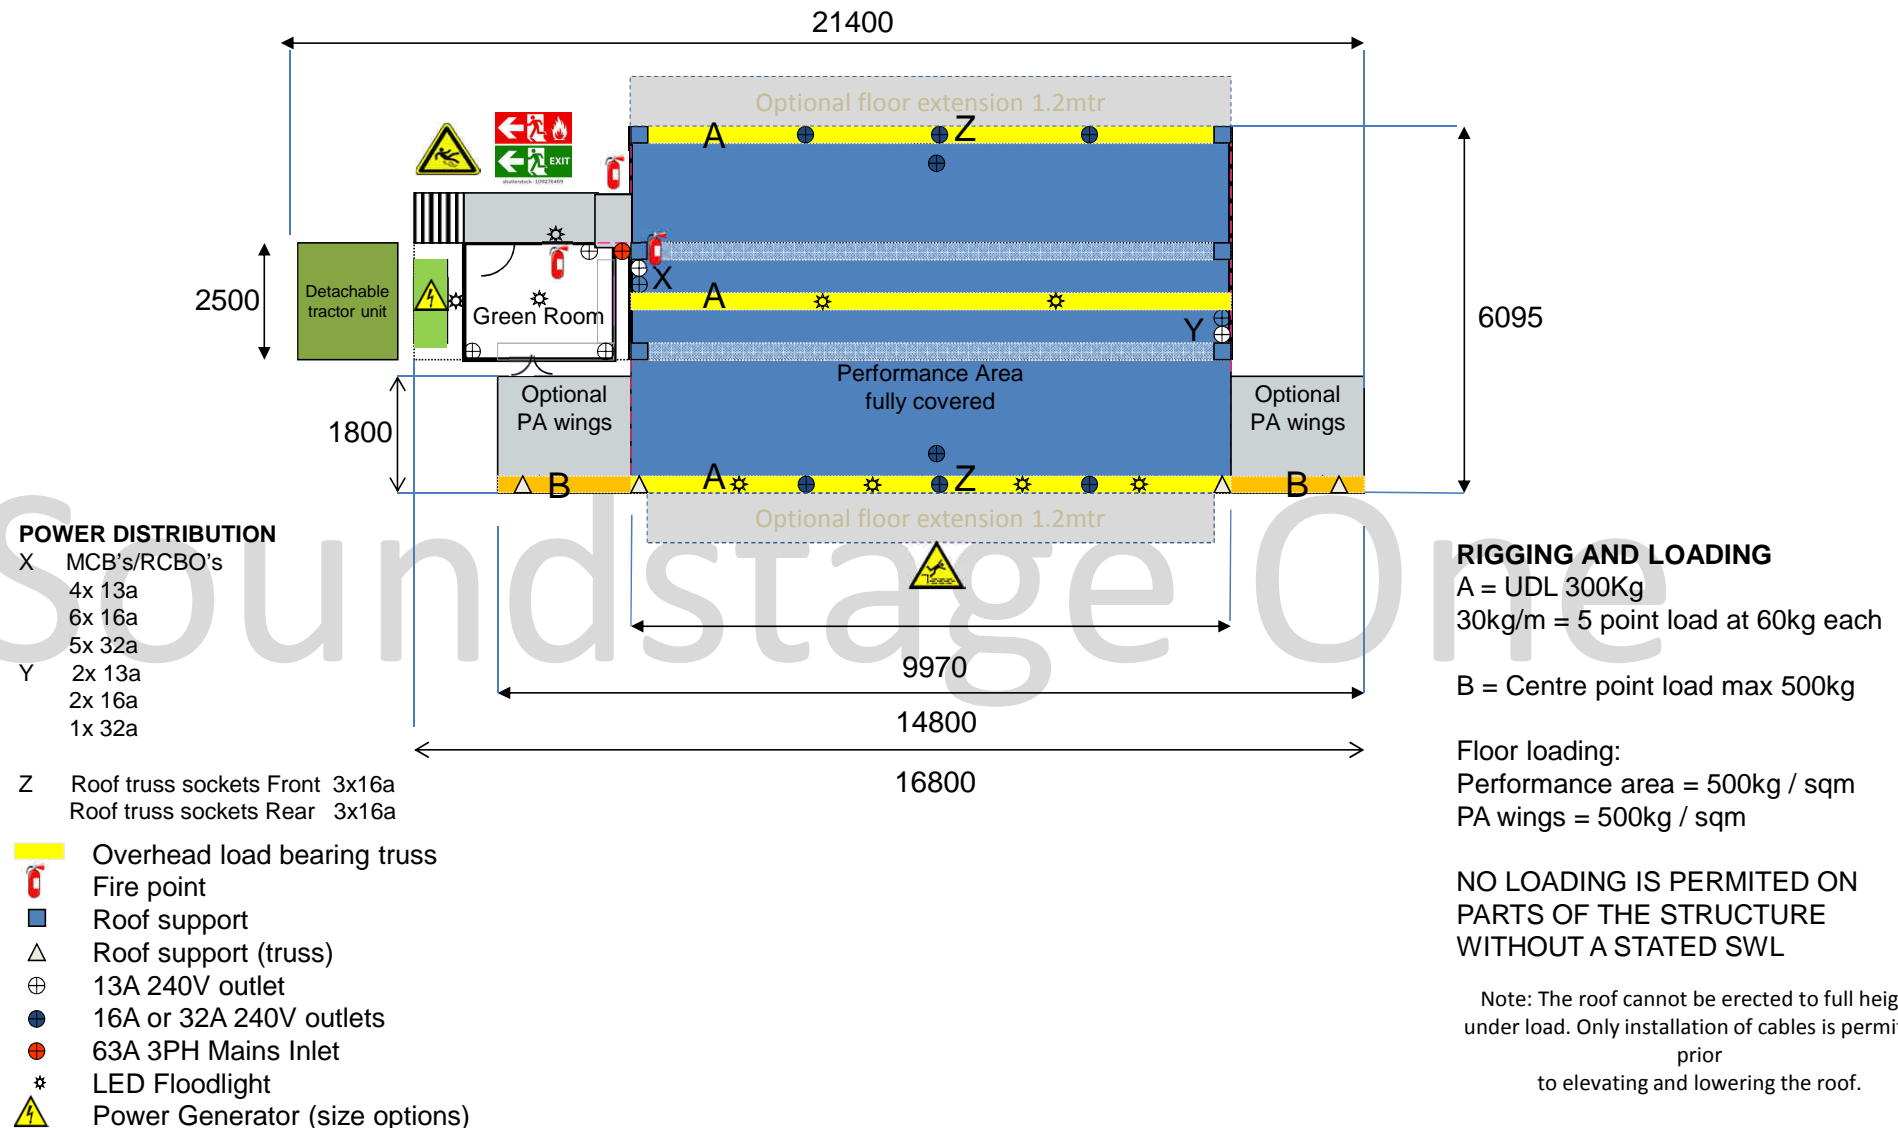 21400
Optional floor extension 1.2mtr
A
Z
EXIT
shutterstock · 109276469
2500
Detachable
tractor unit
X
A
Green Room
Y
6095
Performance Area
fully covered
Optional
PA wings
Optional
PA wings
1800
B
A
Z
B
Optional floor extension 1.2mtr
Soundstage One
9970
14800
16800
POWER DISTRIBUTION
X MCB's/RCBO's
4x 13a
6x 16a
5x 32a
Y 2x 13a
2x 16a
1x 32a
Z Roof truss sockets Front 3x16a
Roof truss sockets Rear 3x16a
Overhead load bearing truss
Fire point
Roof support
Roof support (truss)
13A 240V outlet
16A or 32A 240V outlets
63A 3PH Mains Inlet
LED Floodlight
Power Generator (size options)
RIGGING AND LOADING
A = UDL 300Kg
30kg/m = 5 point load at 60kg each
B = Centre point load max 500kg
Floor loading:
Performance area = 500kg / sqm
PA wings = 500kg / sqm
NO LOADING IS PERMITED ON
PARTS OF THE STRUCTURE
WITHOUT A STATED SWL
Note: The roof cannot be erected to full heig
under load. Only installation of cables is permi
prior
to elevating and lowering the roof.